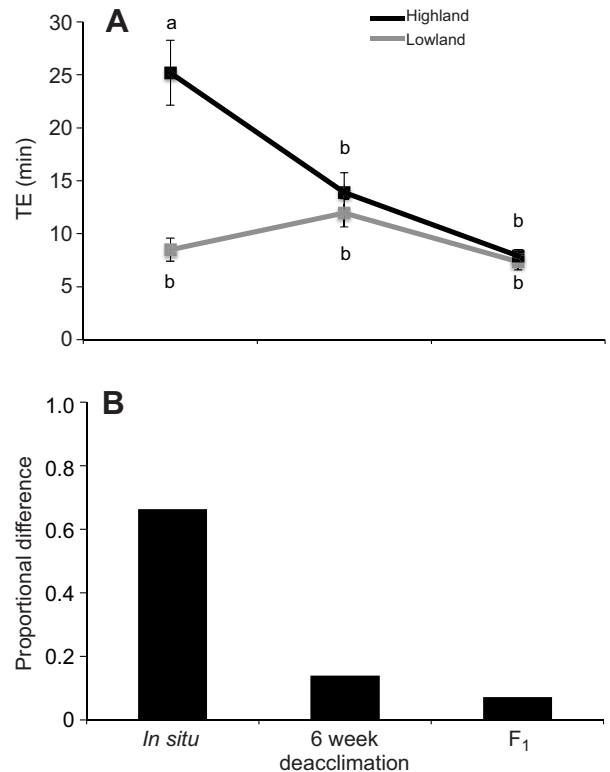 A
a
Highland
Lowland
30
25
20
15
10
5
0
TE (min)
b
b
b
b
b
B
1.0
0.8
0.6
0.4
0.2
0
Proportional difference
In situ
6 week
deacclimation
F₁